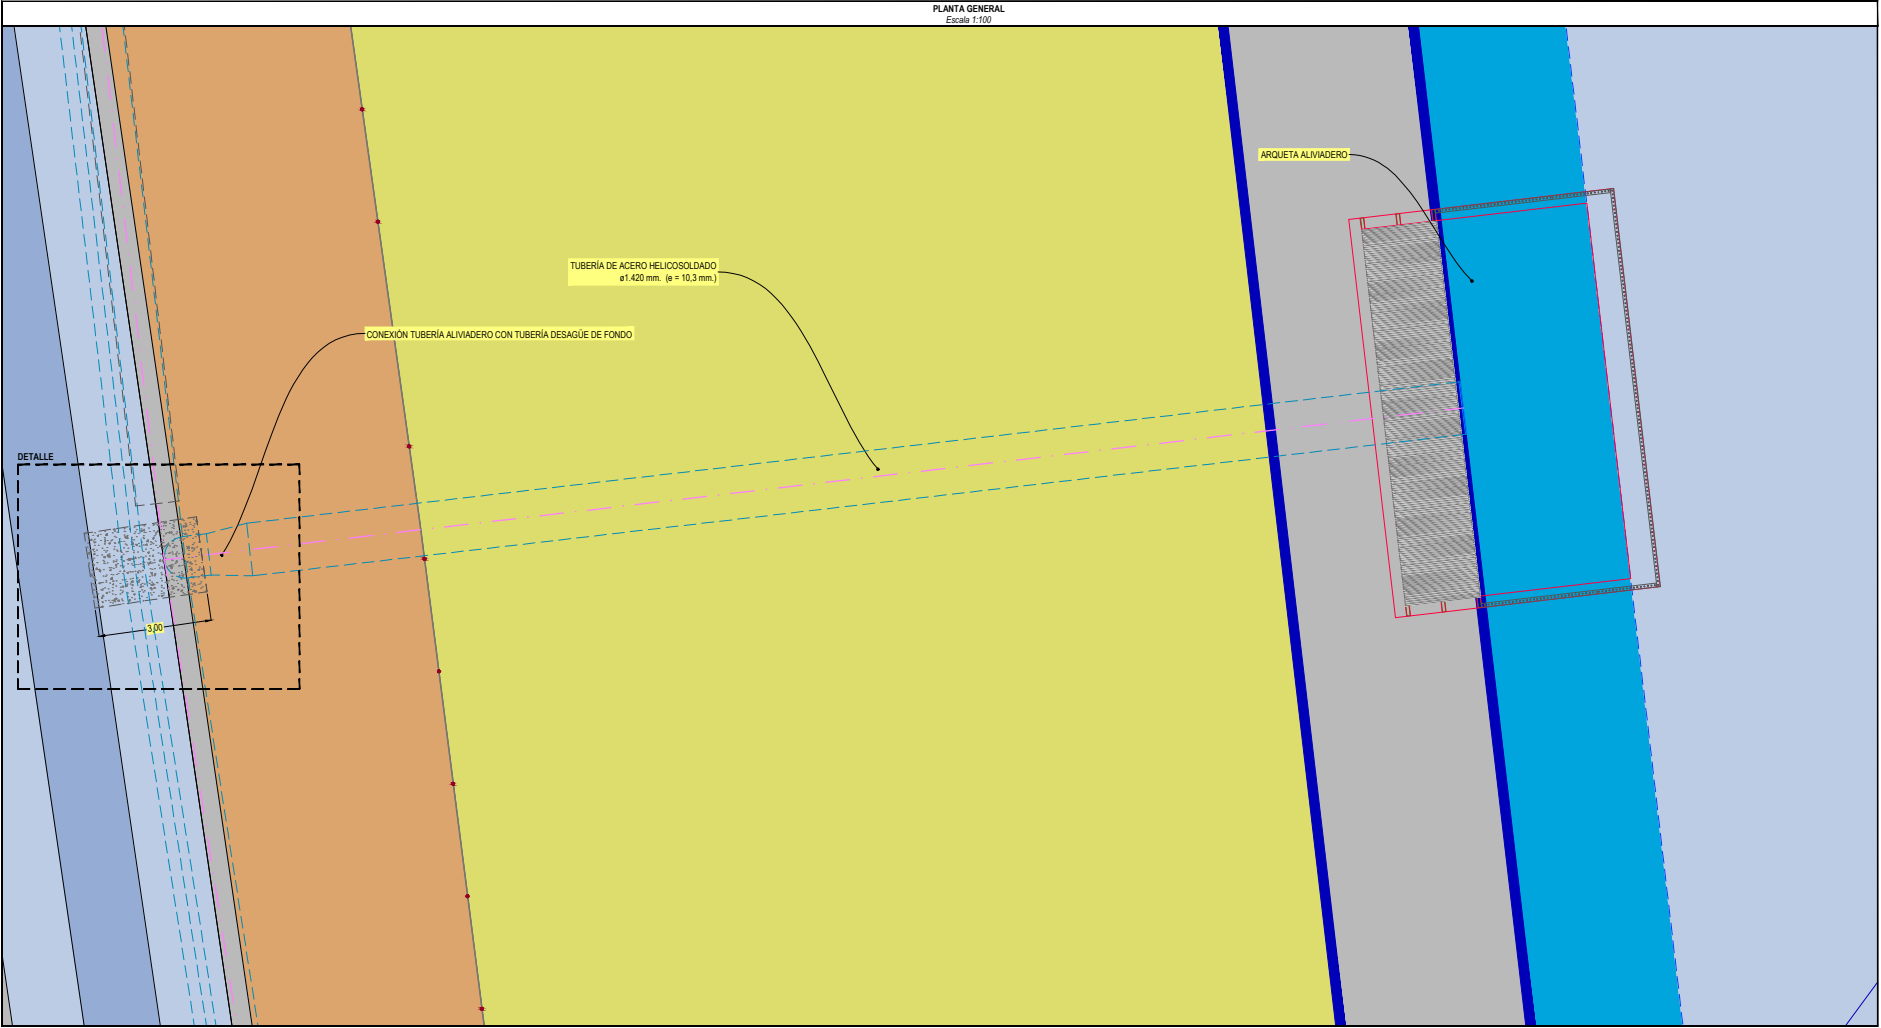 PLANTA GENERAL
Escala 1:100
ARQUETA ALIVIADERO
TUBERÍA DE ACERO HELICOSOLDADO
ø1.420 mm. (e = 10,3 mm.)
CONEXIÓN TUBERÍA ALIVIADERO CON TUBERÍA DESAGÜE DE FONDO
DETALLE
3,00